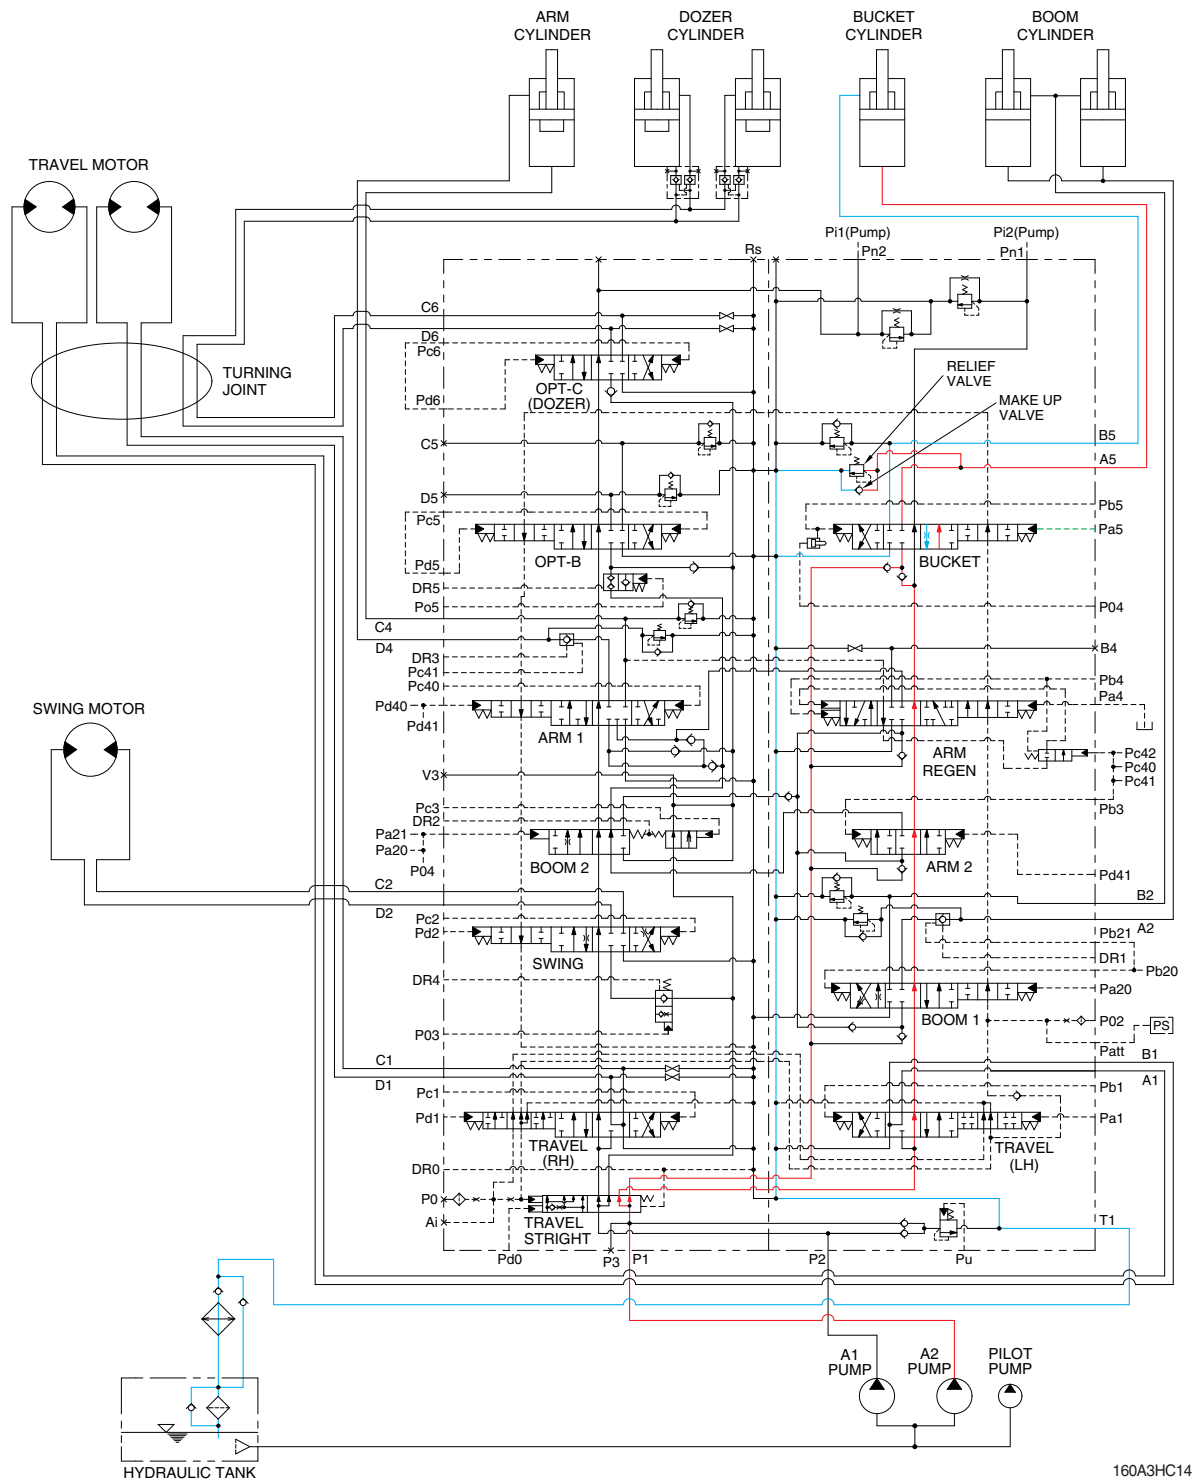 ARM
CYLINDER
DOZER
CYLINDER
BUCKET
CYLINDER
BOOM
CYLINDER
TRAVEL MOTOR
Rs
Pi1(Pump)
Pn2
Pi2(Pump)
Pn1
C6
D6
Pc6
TURNING
JOINT
OPT-C
(DOZER)
Pd6
RELIEF
VALVE
MAKE UP
VALVE
C5
B5
A5
D5
Pb5
Pc5
Pa5
OPT-B
BUCKET
Pd5
DR5
Po5
P04
C4
D4
B4
DR3
Pc41
Pc40
Pb4
Pa4
Pd40
Pd41
ARM 1
ARM
REGEN
SWING MOTOR
V3
Pc42
Pc40
Pc41
Pc3
DR2
Pb3
Pa21
Pa20
P04
BOOM 2
ARM 2
Pd41
C2
D2
B2
A2
Pc2
Pd2
Pb21
SWING
DR1
Pb20
DR4
Pa20
BOOM 1
P03
P02
PS
Patt
C1
D1
B1
A1
Pc1
Pb1
Pd1
Pa1
TRAVEL
(RH)
TRAVEL
(LH)
DR0
P0
Ai
TRAVEL
STRIGHT
T1
Pd0
P3
P1
P2
Pu
A1
PUMP
A2
PUMP
PILOT
PUMP
HYDRAULIC TANK
160A3HC14